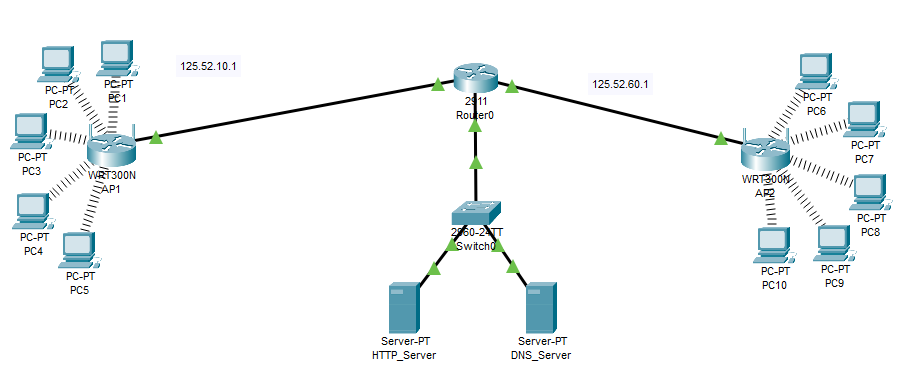 125.52.10.1
125.52.60.1
PC-PT
PC1
PC-PT
PC2
PC-PT
PC3
PC-PT
PC4
PC-PT
PC5
WRT300N
AP1
2911
Router0
2960-24TT
Switch0
Server-PT
HTTP_Server
Server-PT
DNS_Server
WRT300N
AP2
PC-PT
PC6
PC-PT
PC7
PC-PT
PC8
PC-PT
PC9
PC-PT
PC10